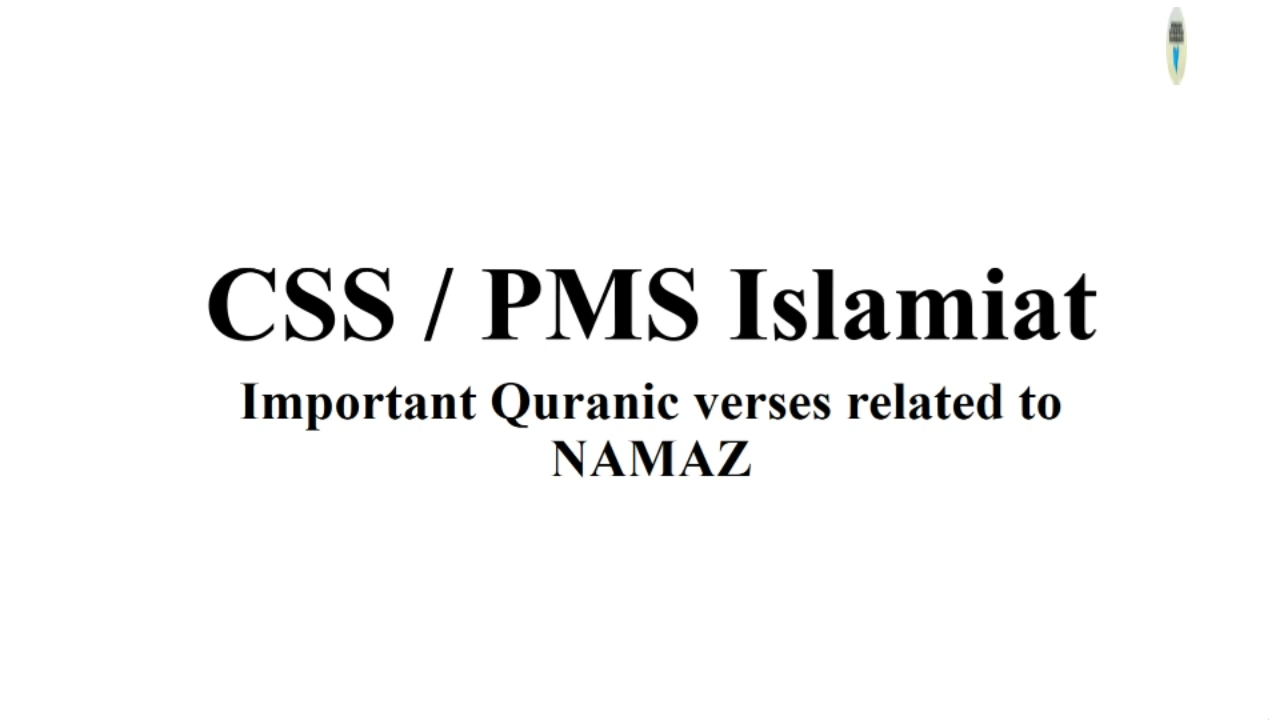 CSS / PMS Islamiat
Important Quranic verses related to
NAMAZ